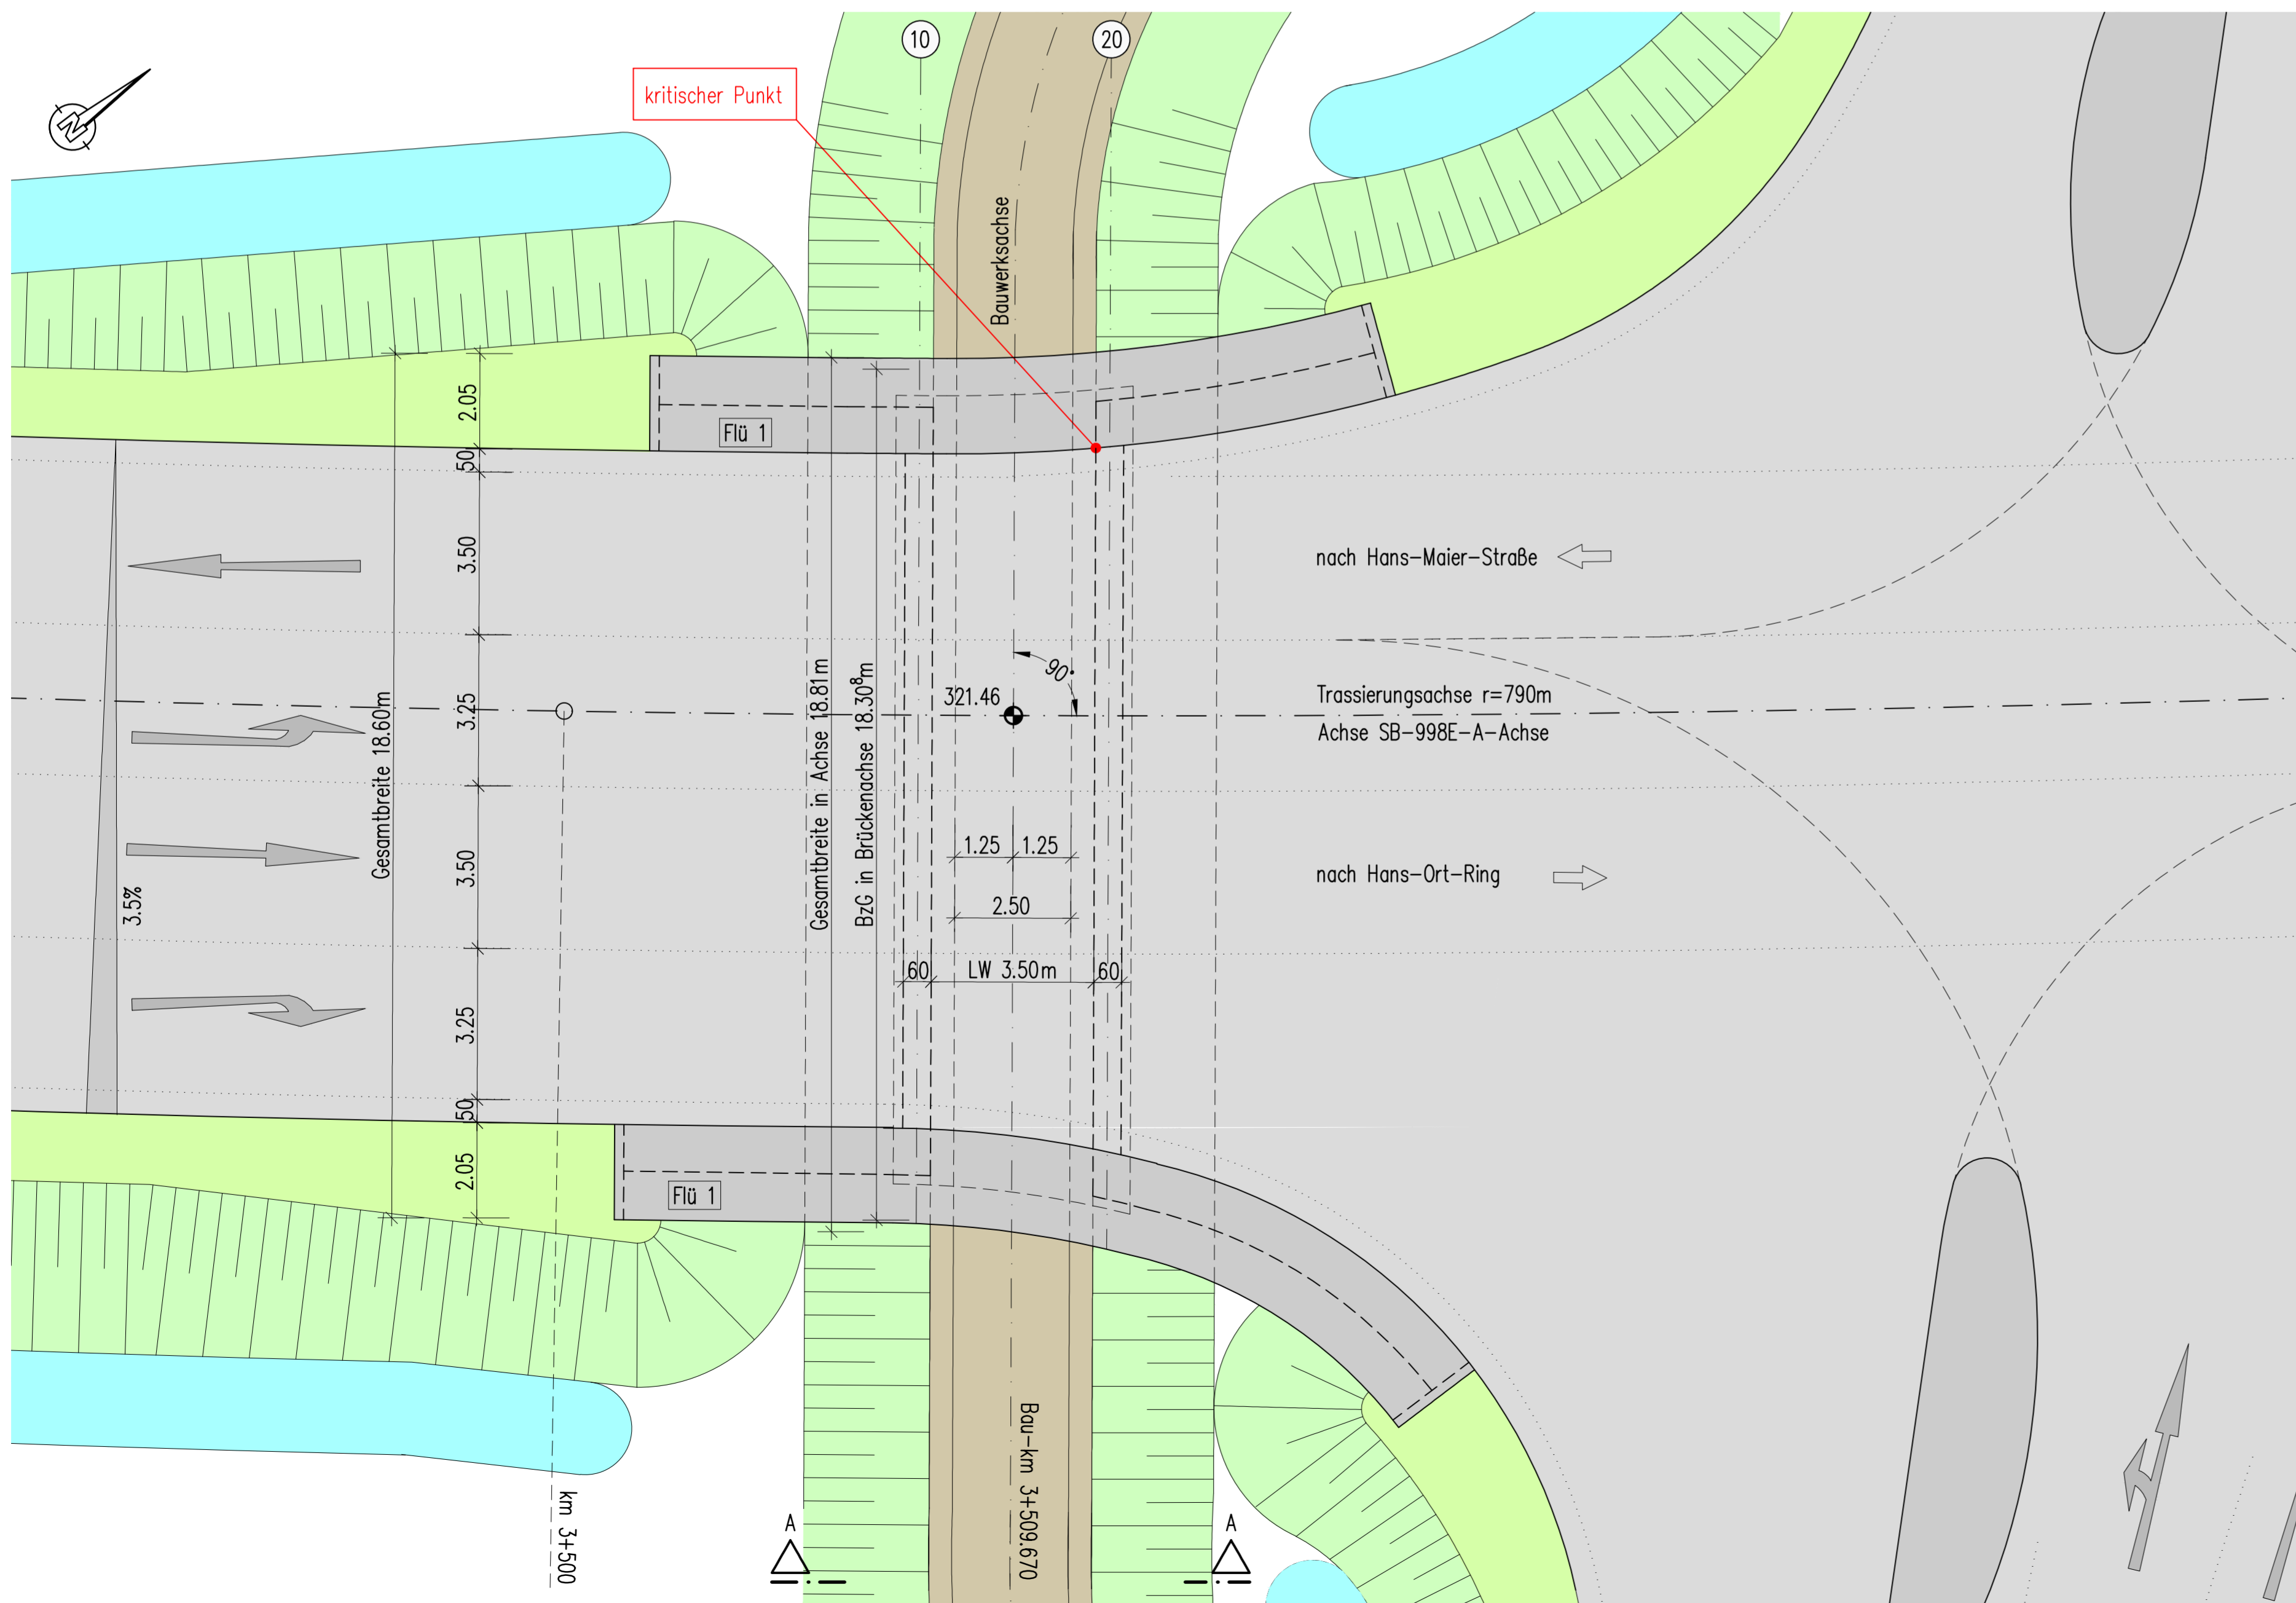 10
20
kritischer Punkt
N
Bauwerksachse
2.05
Flü 1
50
3.50
nach Hans-Maier-Straße
90°
321.46
3.25
Trassierungsachse r=790m
Achse SB-998E-A-Achse
Gesamtbreite 18.60m
Gesamtbreite in Achse 18.81m
BzG in Brückenachse 18.30⁸m
1.25
1.25
3.50
nach Hans-Ort-Ring
3.5%
2.50
60
LW 3.50m
60
3.25
50
2.05
Flü 1
Bau-km 3+509.670
km 3+500
A
A